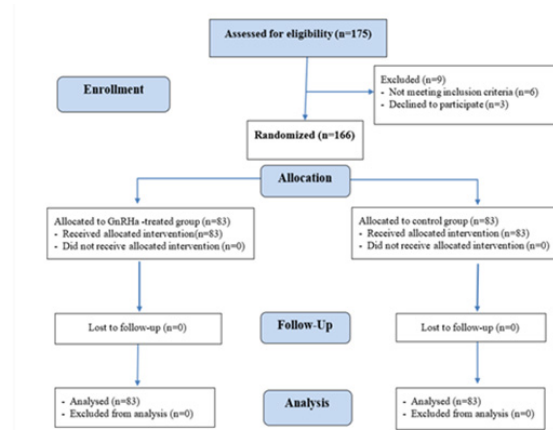 Assessed for eligibility (n=175)
Enrollment
Excluded (n=9)
- Not meeting inclusion criteria (n=6)
- Declined to participate (n=3)
Randomized (n=166)
Allocation
Allocated to GnRHa -treated group (n=83)
- Received allocated intervention(n=83)
- Did not receive allocated intervention (n=0)
Allocated to control group (n=83)
- Received allocated intervention (n=83)
- Did not receive allocated intervention (n=0)
Lost to follow-up (n=0)
Follow-Up
Lost to follow-up (n=0)
- Analysed (n=83)
- Excluded from analysis (n=0)
Analysis
- Analysed (n=83)
- Excluded from analysis (n=0)